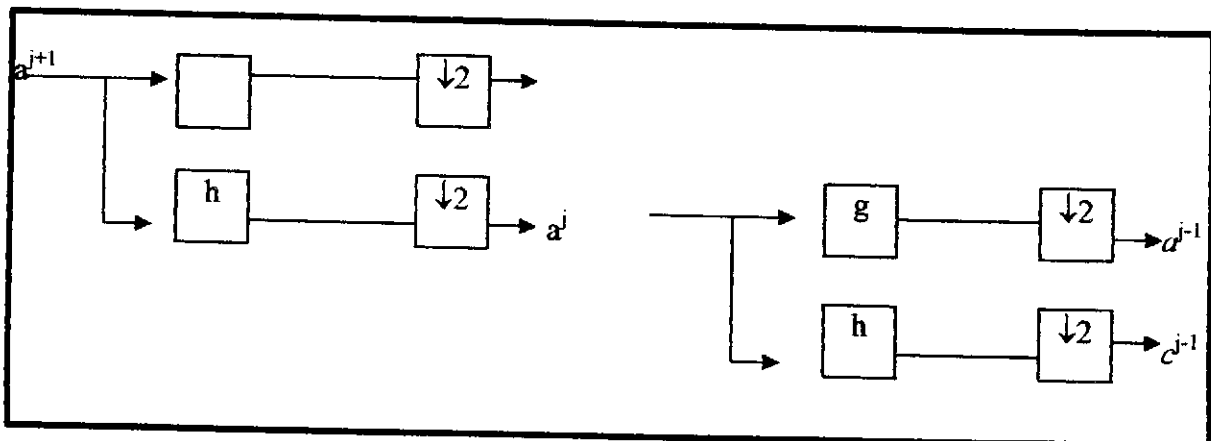 a^{j+1}
↓2
h
↓2
a^j
g
↓2
a^{j-1}
h
↓2
c^{j-1}